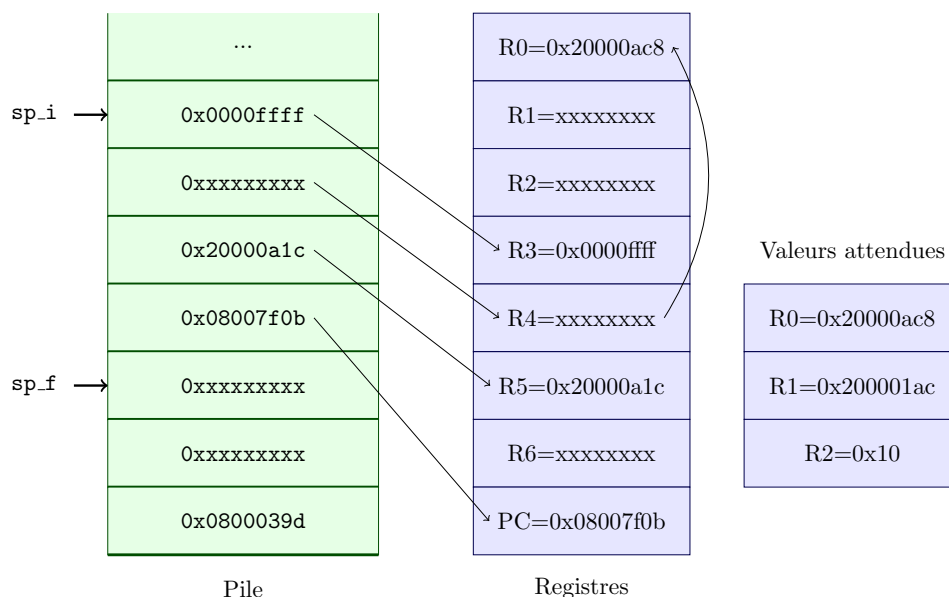 ...
sp_i
0x0000ffff
0xxxxxxxxx
0x20000a1c
0x08007f0b
sp_f
0xxxxxxxxx
0xxxxxxxxx
0x0800039d
Pile
R0=0x20000ac8
R1=xxxxxxxx
R2=xxxxxxxx
R3=0x0000ffff
R4=xxxxxxxx
R5=0x20000a1c
R6=xxxxxxxx
PC=0x08007f0b
Registres
Valeurs attendues
R0=0x20000ac8
R1=0x200001ac
R2=0x10